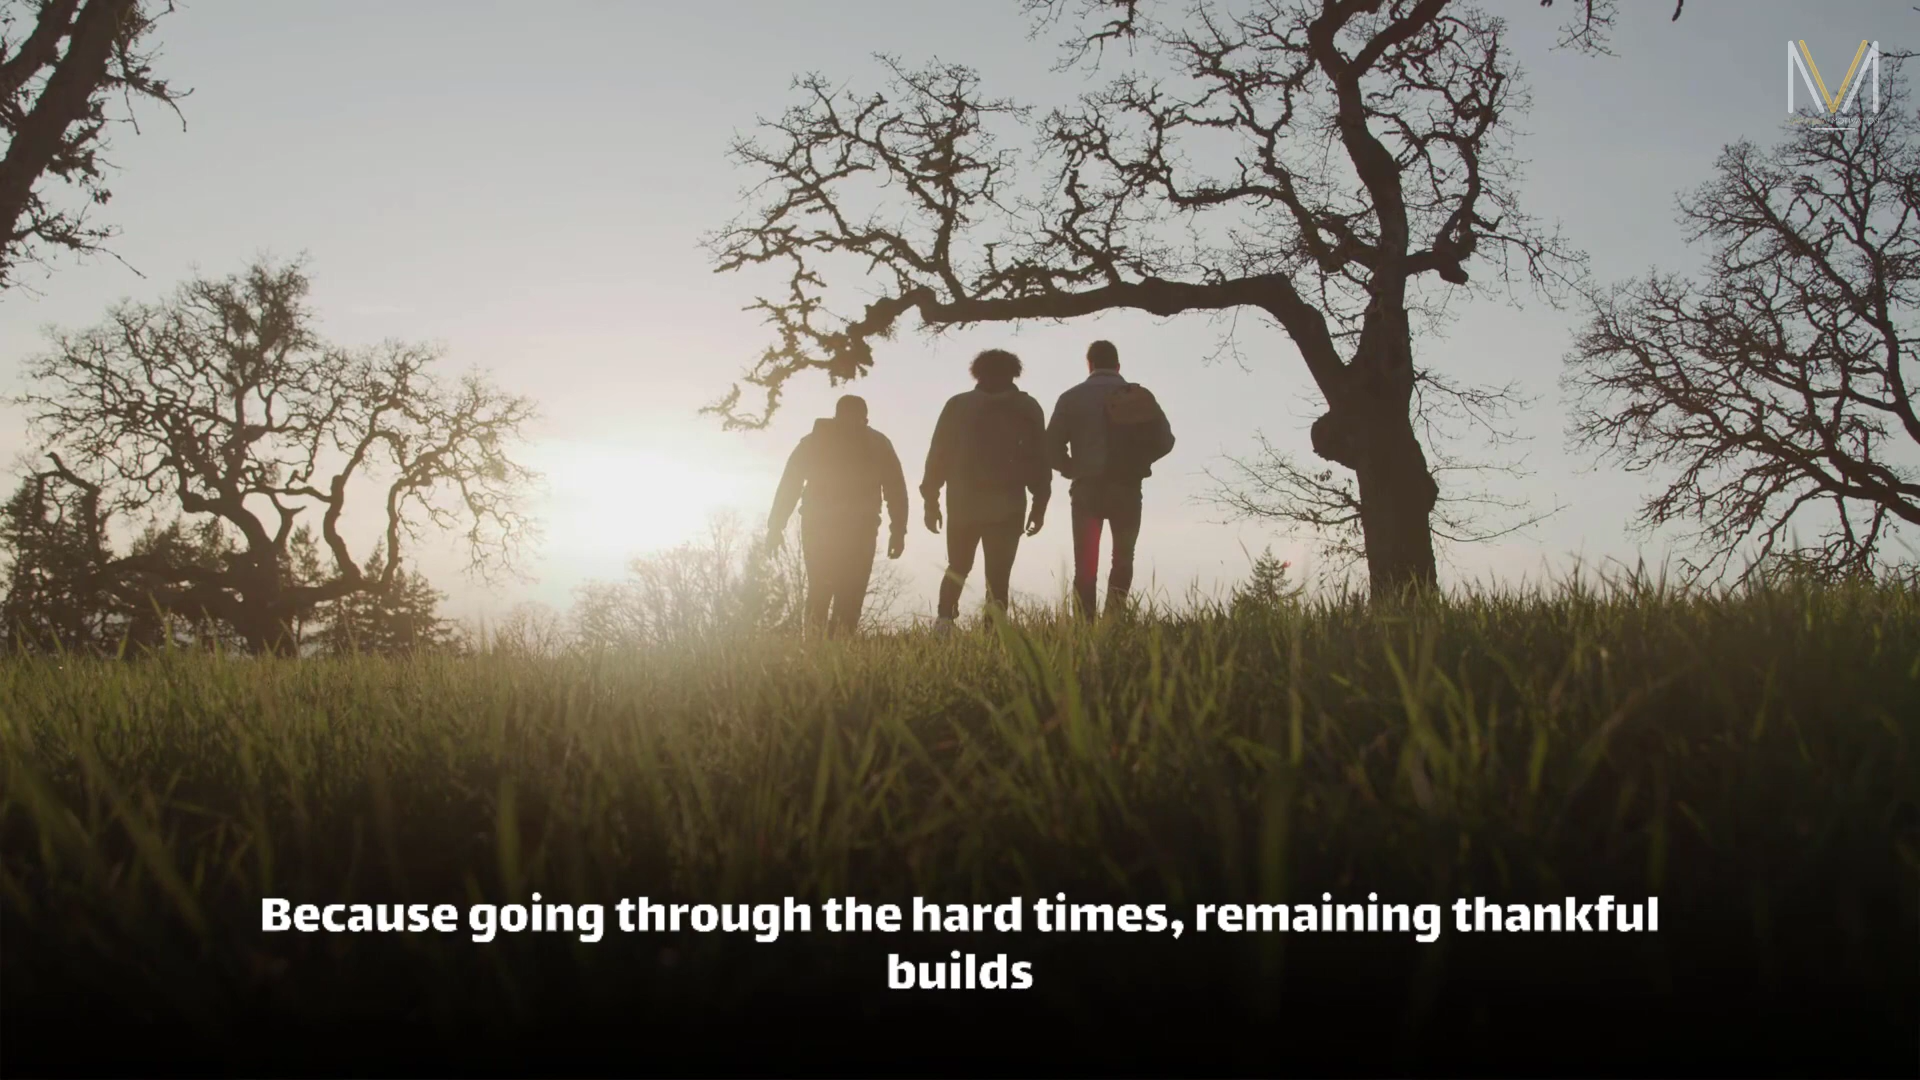 Because going through the hard times, remaining thankful
builds